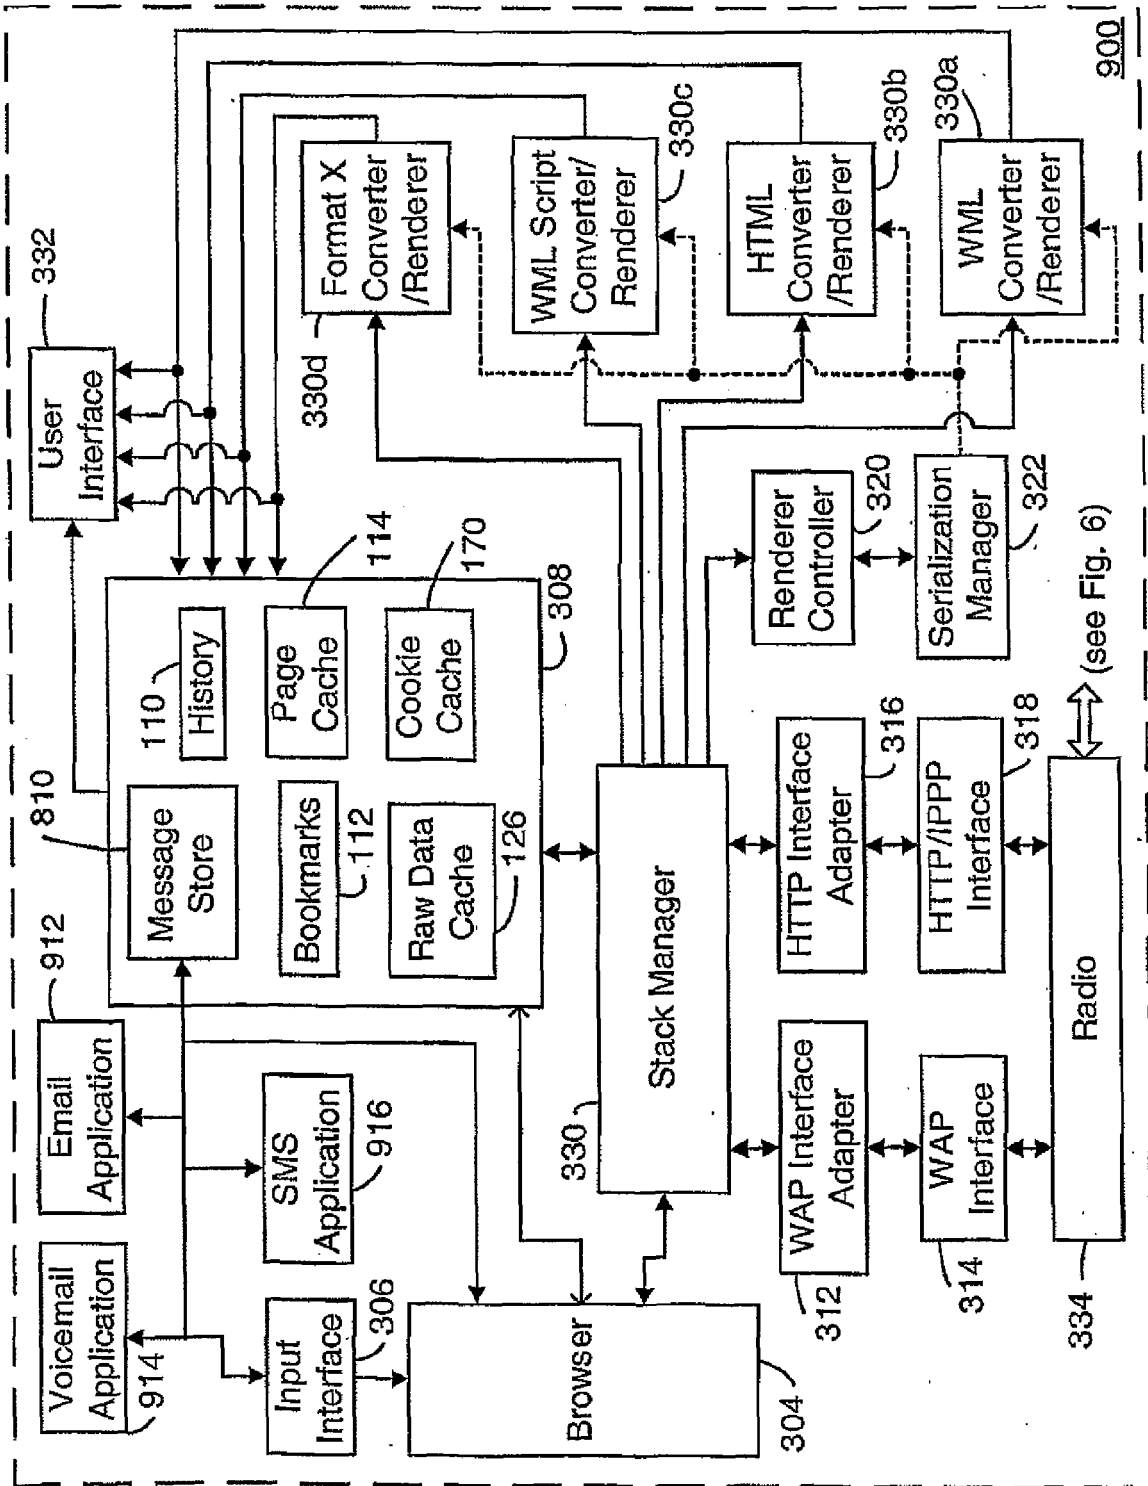 Voicemail
Application
914
Email
Application
912
810
User
Interface
332
Input
Interface
306
SMS
Application
916
Message
Store
110
History
Bookmarks
112
Page
Cache
114
Raw Data
Cache
126
Cookie
Cache
170
308
Browser
304
330
Stack Manager
Format X
Converter
/Renderer
330d
WML Script
Converter/
Renderer
330c
HTML
Converter
/Renderer
330b
WML
Converter
/Renderer
330a
WAP Interface
Adapter
312
HTTP Interface
Adapter
316
Renderer
Controller
320
WAP
Interface
314
HTTP/IPPP
Interface
318
Serialization
Manager
322
Radio
334
(see Fig. 6)
900